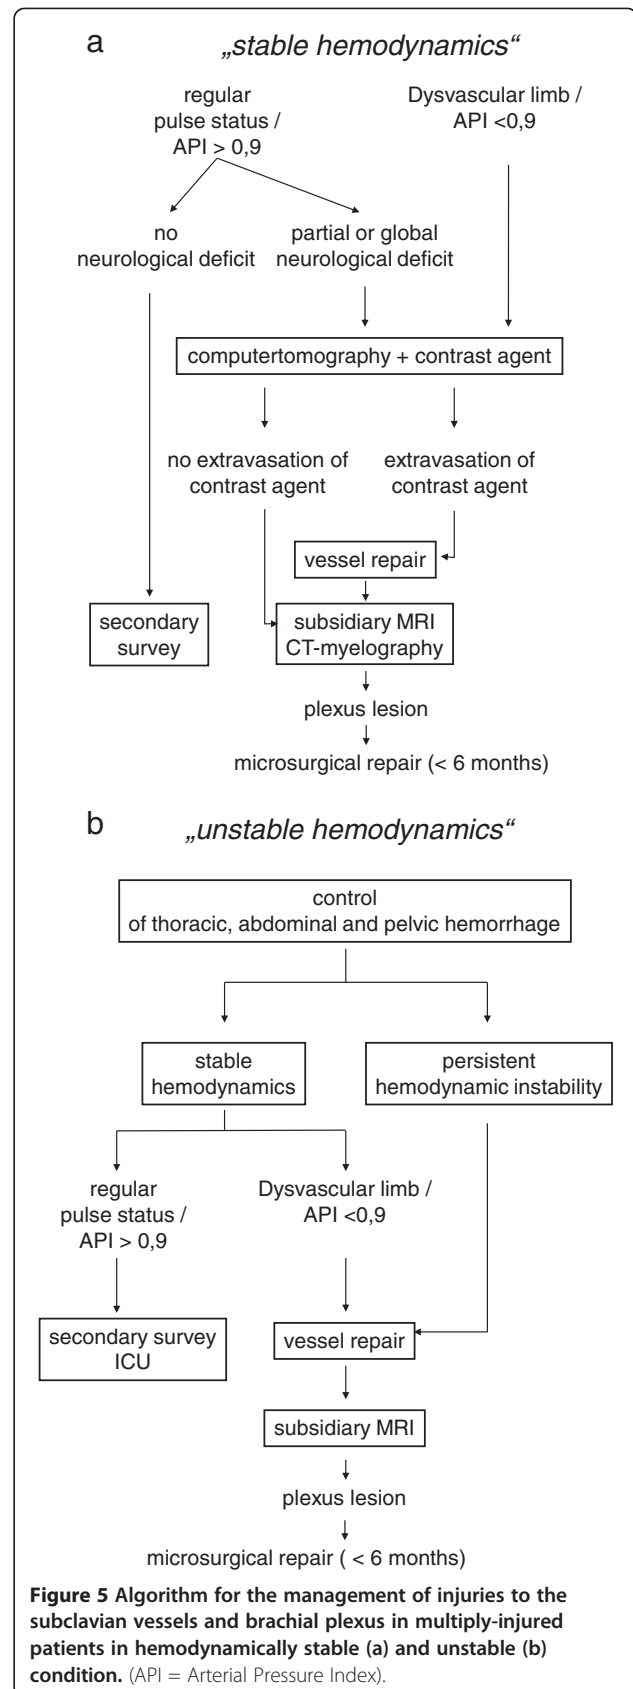 a
„stable hemodynamics“
regular
pulse status /
API > 0,9
Dysvascular limb /
API <0,9
no
neurological deficit
partial or global
neurological deficit
computertomography + contrast agent
no extravasation of
contrast agent
extravasation of
contrast agent
vessel repair
secondary
survey
subsidiary MRI
CT-myelography
plexus lesion
microsurgical repair (< 6 months)
b
„unstable hemodynamics“
control
of thoracic, abdominal and pelvic hemorrhage
stable
hemodynamics
persistent
hemodynamic instability
regular
pulse status /
API > 0,9
Dysvascular limb /
API <0,9
secondary survey
ICU
vessel repair
subsidiary MRI
plexus lesion
microsurgical repair ( < 6 months)
Figure 5 Algorithm for the management of injuries to the
subclavian vessels and brachial plexus in multiply-injured
patients in hemodynamically stable (a) and unstable (b)
condition. (API = Arterial Pressure Index).